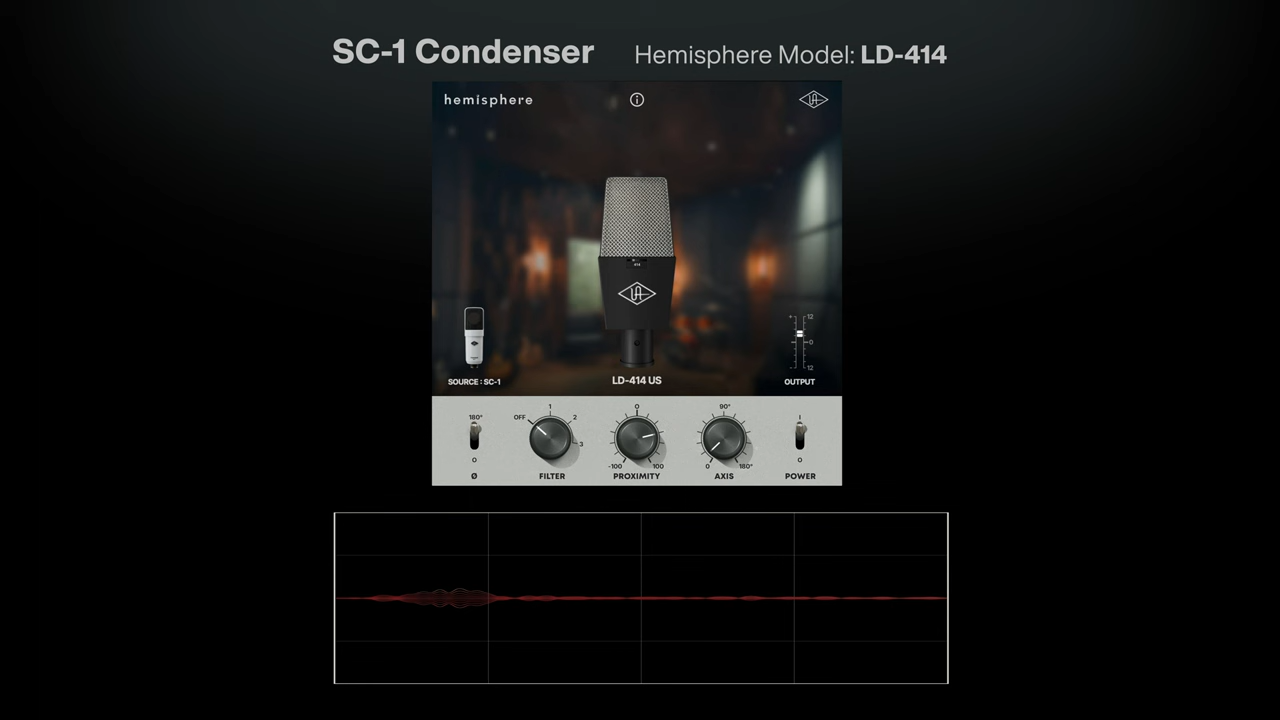 SC-1 Condenser
Hemisphere Model: LD-414
hemisphere
414
SOURCE : SC-1
LD-414 US
+ 12
0
- 12
OUTPUT
180°
0
Ø
OFF 1 2 3
FILTER
0
-100 100
PROXIMITY
90°
0 180°
AXIS
I
0
POWER